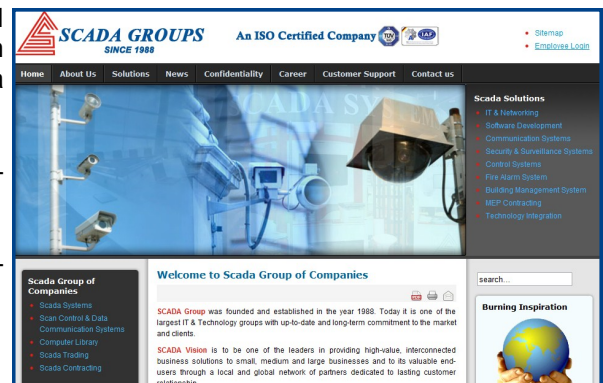 SCADA GROUPS
SINCE 1988
An ISO Certified Company
Sitemap
Employee Login
Home About Us Solutions News Confidentiality Career Customer Support Contact us
Scada Solutions
IT & Networking
Software Development
Communication Systems
Security & Surveillance Systems
Control Systems
Fire Alarm System
Building Management System
MEP Contracting
Technology Integration
Scada Group of
Companies
Scada Systems
Scan Control & Data
Communication Systems
Computer Library
Scada Trading
Scada Contracting
Welcome to Scada Group of Companies
SCADA Group was founded and established in the year 1988. Today it is one of the
largest IT & Technology groups with up-to-date and long-term commitment to the market
and clients.
SCADA Vision is to be one of the leaders in providing high-value, interconnected
business solutions to small, medium and large businesses and to its valuable end-
users through a local and global network of partners dedicated to lasting customer
relationship
search...
Burning Inspiration